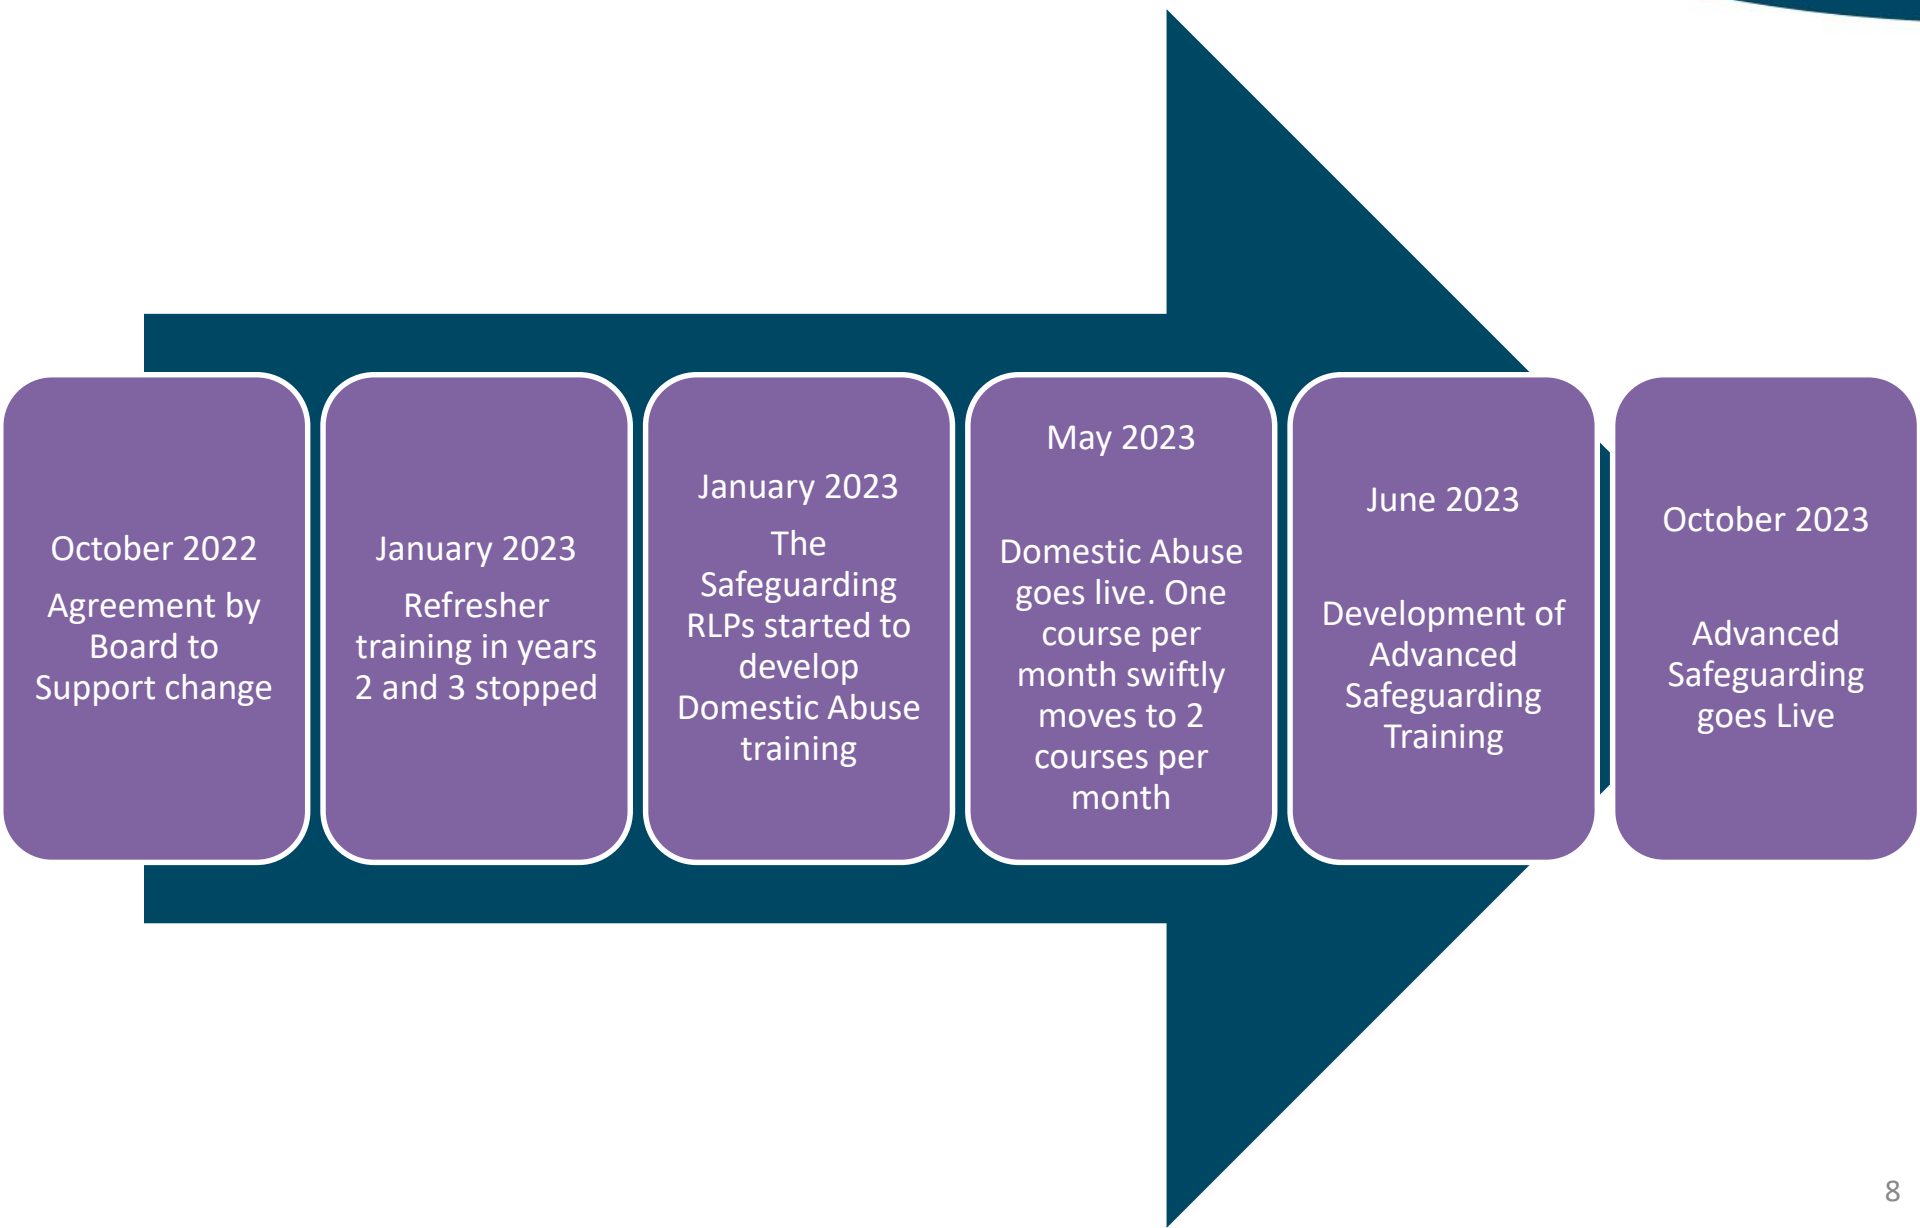 October 2022
Agreement by
Board to
Support change
January 2023
Refresher
training in years
2 and 3 stopped
January 2023
The
Safeguarding
RLPs started to
develop
Domestic Abuse
training
May 2023
Domestic Abuse
goes live. One
course per
month swiftly
moves to 2
courses per
month
June 2023
Development of
Advanced
Safeguarding
Training
October 2023
Advanced
Safeguarding
goes Live
8